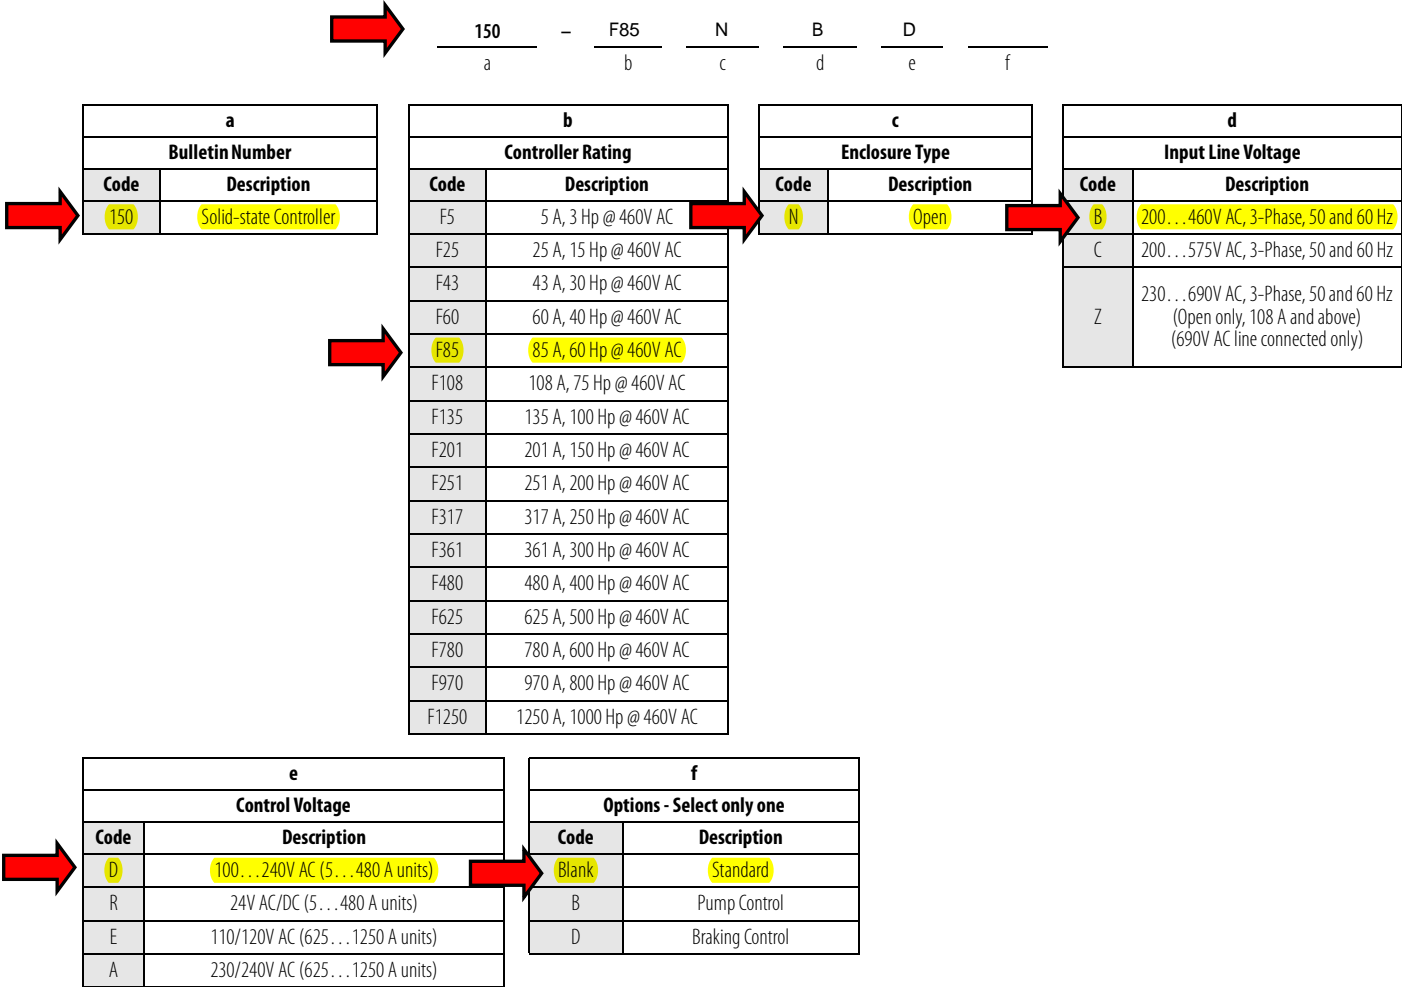 150 – F85 N B D
a b c d e f
a
Bulletin Number
Code Description
150 Solid-state Controller
b
Controller Rating
Code Description
F5 5 A, 3 Hp @ 460V AC
F25 25 A, 15 Hp @ 460V AC
F43 43 A, 30 Hp @ 460V AC
F60 60 A, 40 Hp @ 460V AC
F85 85 A, 60 Hp @ 460V AC
F108 108 A, 75 Hp @ 460V AC
F135 135 A, 100 Hp @ 460V AC
F201 201 A, 150 Hp @ 460V AC
F251 251 A, 200 Hp @ 460V AC
F317 317 A, 250 Hp @ 460V AC
F361 361 A, 300 Hp @ 460V AC
F480 480 A, 400 Hp @ 460V AC
F625 625 A, 500 Hp @ 460V AC
F780 780 A, 600 Hp @ 460V AC
F970 970 A, 800 Hp @ 460V AC
F1250 1250 A, 1000 Hp @ 460V AC
c
Enclosure Type
Code Description
N Open
d
Input Line Voltage
Code Description
B 200...460V AC, 3-Phase, 50 and 60 Hz
C 200...575V AC, 3-Phase, 50 and 60 Hz
Z 230...690V AC, 3-Phase, 50 and 60 Hz
(Open only, 108 A and above)
(690V AC line connected only)
e
Control Voltage
Code Description
D 100...240V AC (5...480 A units)
R 24V AC/DC (5...480 A units)
E 110/120V AC (625...1250 A units)
A 230/240V AC (625...1250 A units)
f
Options - Select only one
Code Description
Blank Standard
B Pump Control
D Braking Control